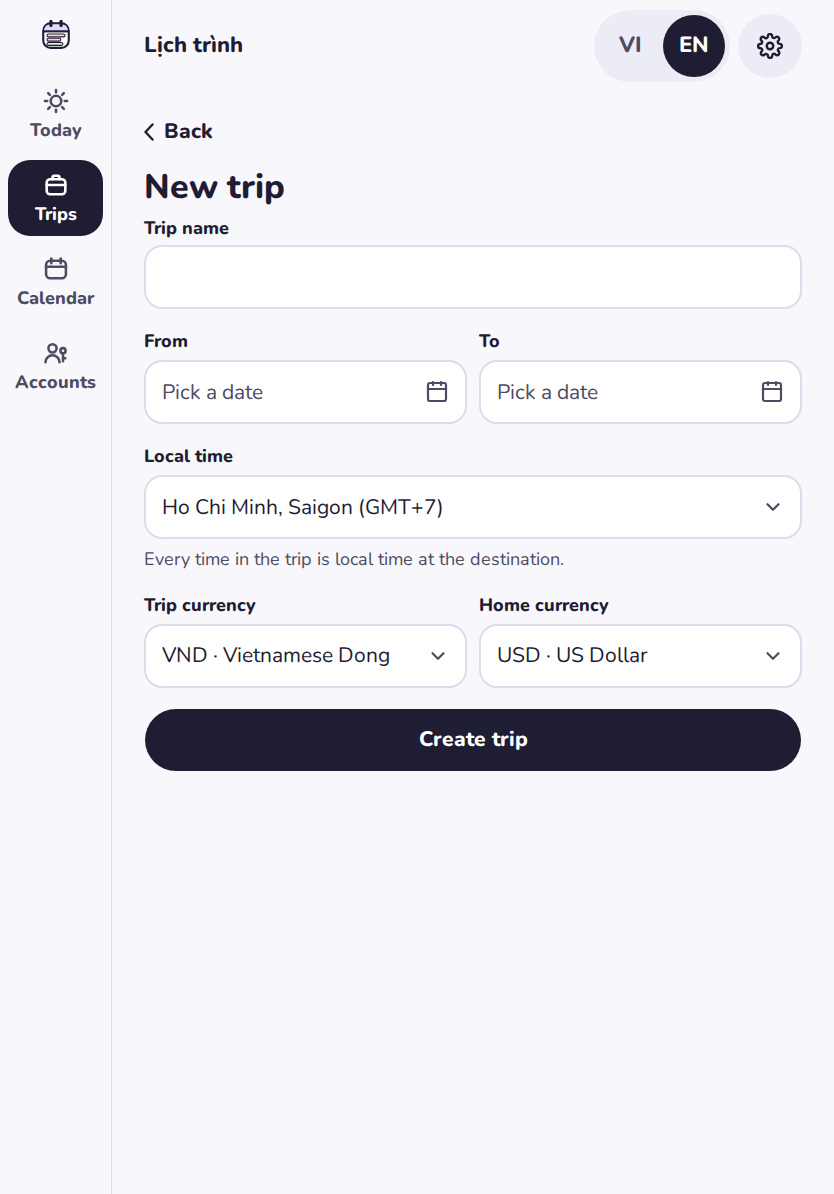 Lịch trình
VI
EN
Today
Trips
Calendar
Accounts
Back
New trip
Trip name
From
To
Pick a date
Pick a date
Local time
Ho Chi Minh, Saigon (GMT+7)
Every time in the trip is local time at the destination.
Trip currency
Home currency
VND · Vietnamese Dong
USD · US Dollar
Create trip